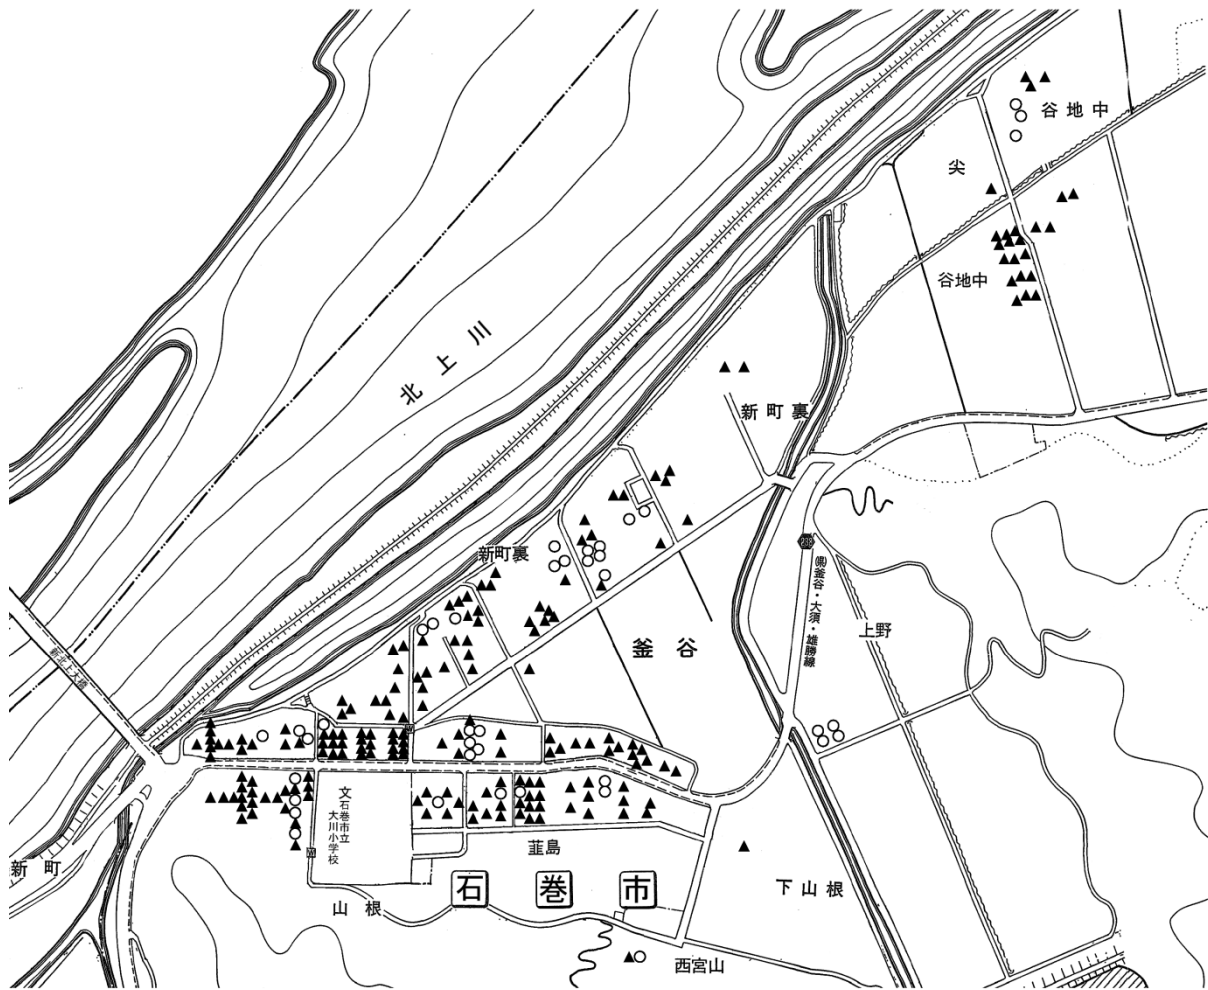 谷地中
尖
谷地中
北上川
新町裏
新町裏
238
(県)釜谷・大須・雄勝線
新北上大橋
釜谷
上野
文石巻市立
大川小学校
韮島
新町
石巻市
下山根
山根
西宮山